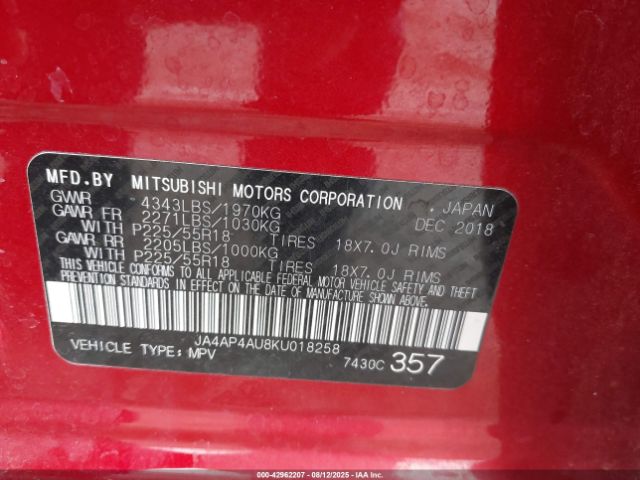 MFD.BY MITSUBISHI MOTORS CORPORATION JAPAN
GVWR 4343LBS/1970KG DEC 2018
GAWR FR 2271LBS/1030KG
WITH P225/55R18 TIRES 18X7.0J RIMS
GAWR RR 2205LBS/1000KG
WITH P225/55R18 TIRES 18X7.0J RIMS
THIS VEHICLE CONFORMS TO ALL APPLICABLE FEDERAL MOTOR VEHICLE SAFETY AND THEFT
PREVENTION STANDARDS IN EFFECT ON THE DATE OF MANUFACTURE SHOWN ABOVE.
JA4AP4AU8KU018258
VEHICLE TYPE:MPV 7430C 357
000-42962207 - 08/12/2025 - IAAI.COM